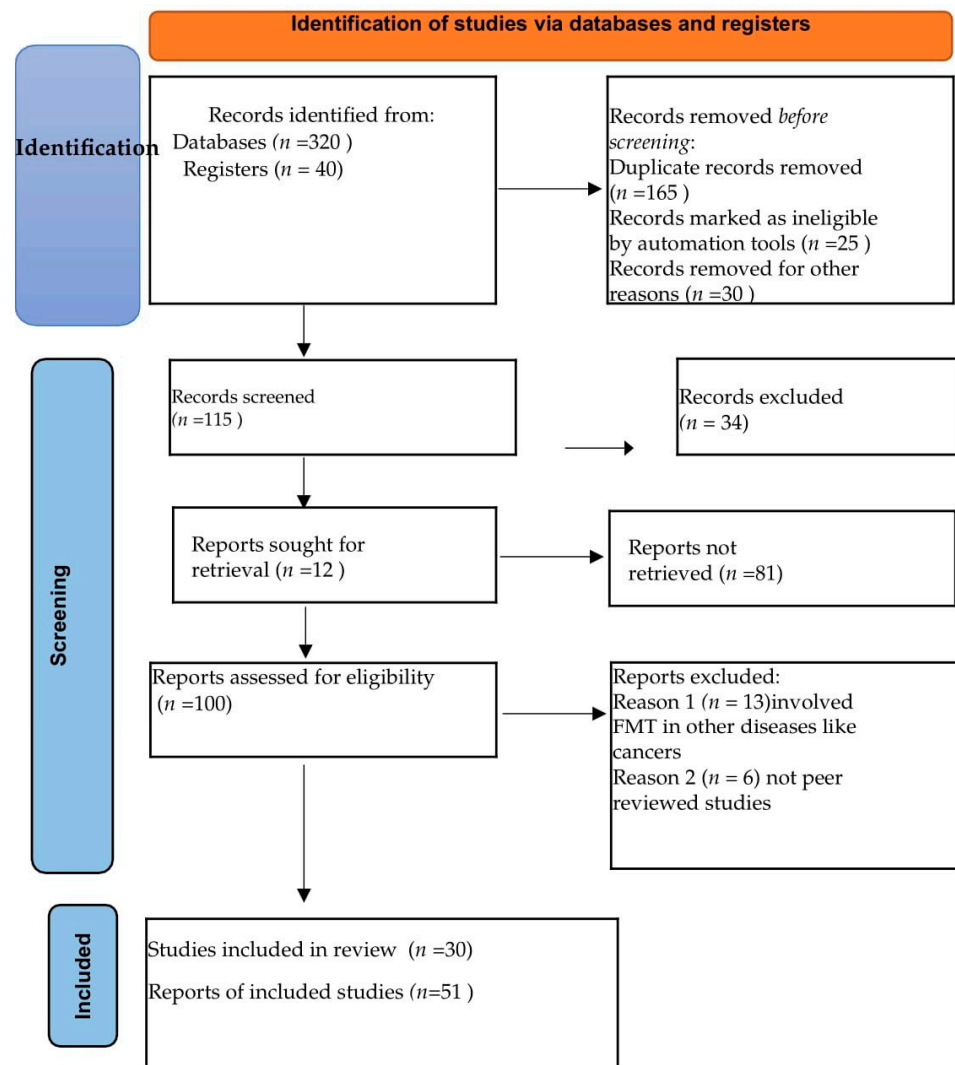 Identification of studies via databases and registers
Identification
Records identified from:
Databases (n =320 )
Registers (n = 40)
Records removed before
screening:
Duplicate records removed
(n =165 )
Records marked as ineligible
by automation tools (n =25 )
Records removed for other
reasons (n =30 )
Screening
Records screened
(n =115 )
Records excluded
(n = 34)
Reports sought for
retrieval (n =12 )
Reports not
retrieved (n =81)
Reports assessed for eligibility
(n =100)
Reports excluded:
Reason 1 (n = 13)involved
FMT in other diseases like
cancers
Reason 2 (n = 6) not peer
reviewed studies
Included
Studies included in review (n =30)
Reports of included studies (n=51 )